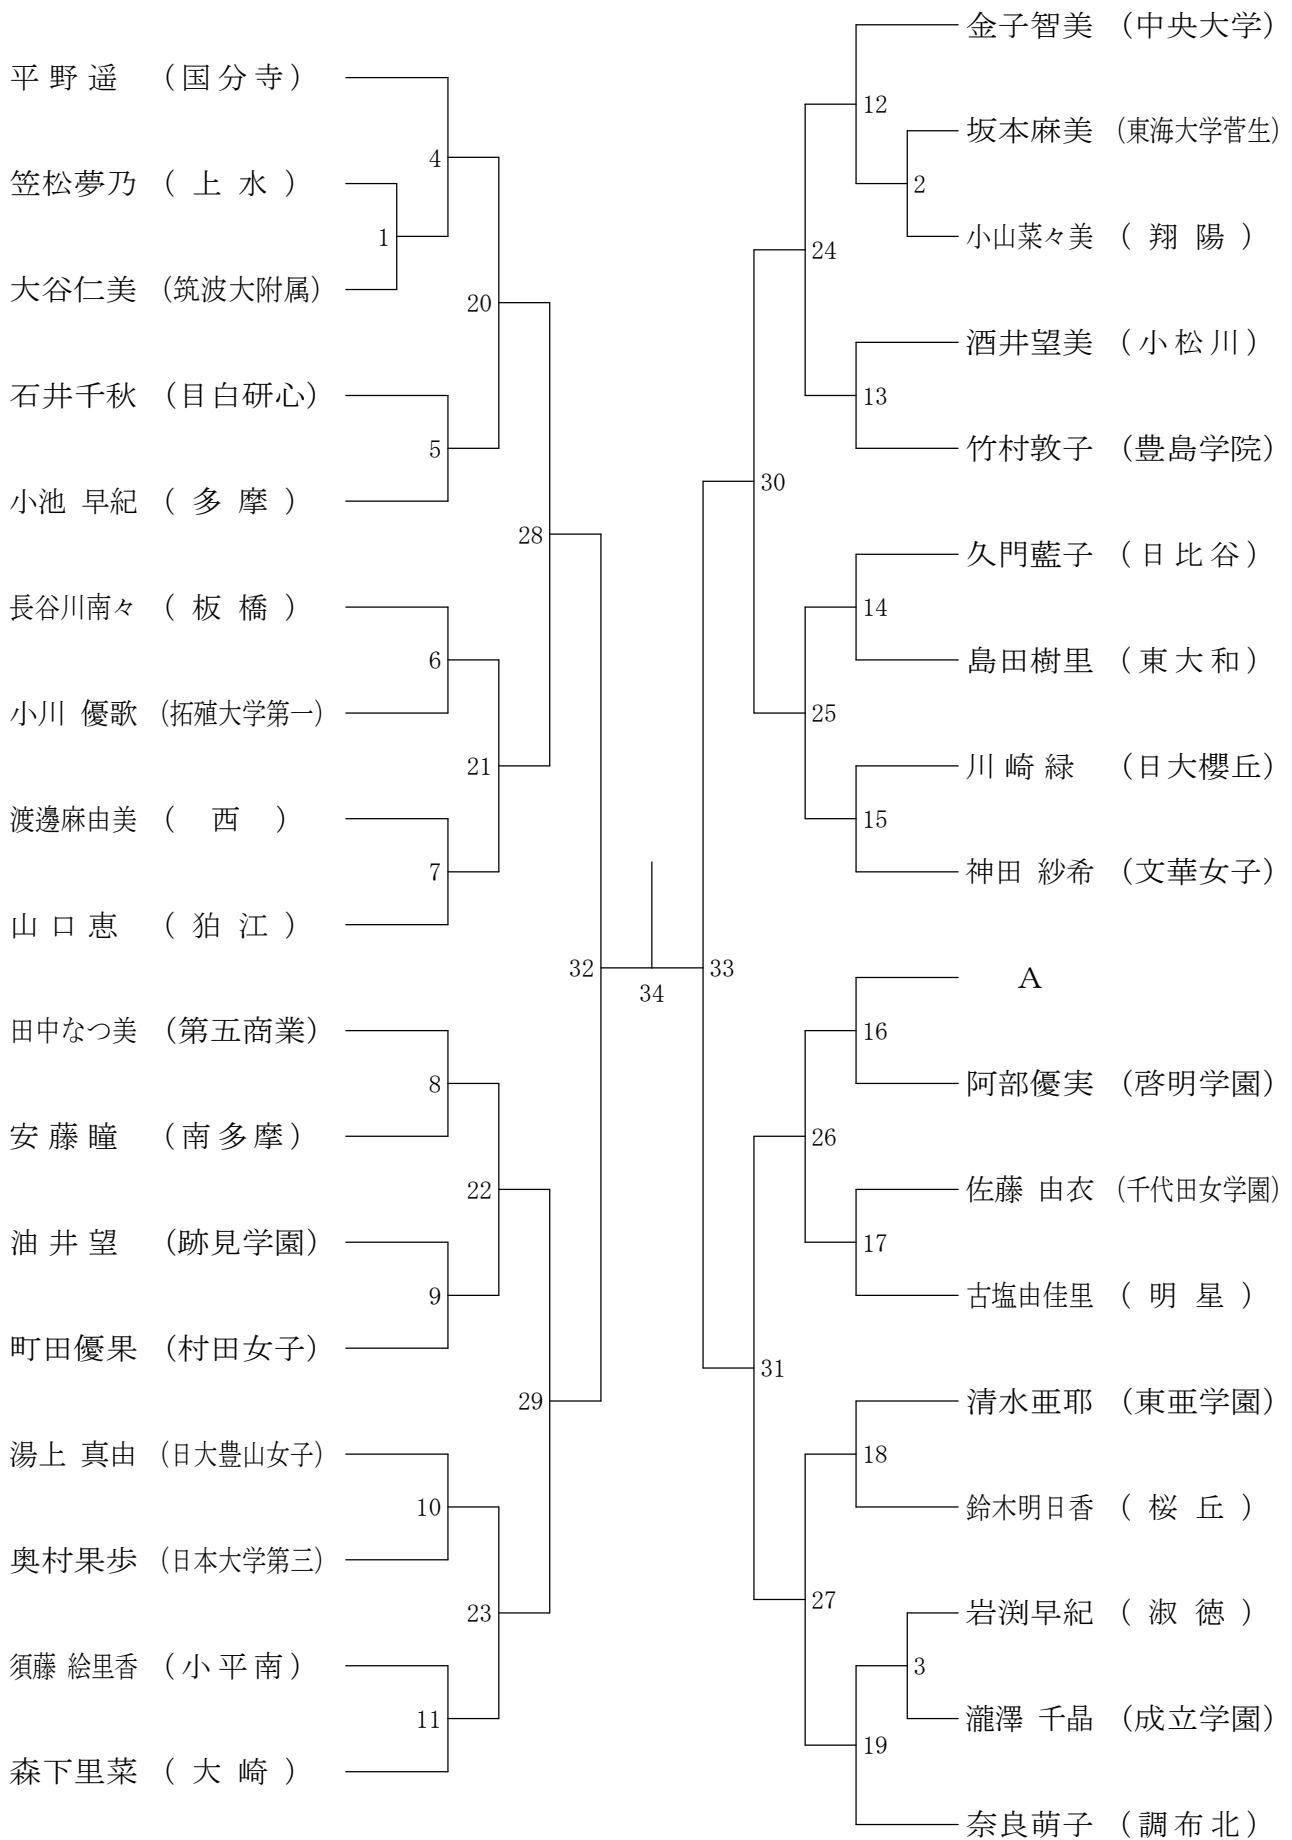 平野遥 （国分寺）
笠松夢乃 （上水）
大谷仁美 （筑波大附属）
石井千秋 （目白研心）
小池 早紀 （多摩）
長谷川南々 （板橋）
小川 優歌 （拓殖大学第一）
渡邊麻由美 （西）
山口恵 （狛江）
田中なつ美 （第五商業）
安藤瞳 （南多摩）
油井望 （跡見学園）
町田優果 （村田女子）
湯上 真由 （日大豊山女子）
奥村果歩 （日本大学第三）
須藤 絵里香 （小平南）
森下里菜 （大崎）
1
4
5
6
7
8
9
10
11
20
21
22
23
28
29
32
34
33
30
31
24
25
26
27
12
2
13
14
15
16
17
18
3
19
金子智美 （中央大学）
坂本麻美 （東海大学菅生）
小山菜々美 （翔陽）
酒井望美 （小松川）
竹村敦子 （豊島学院）
久門藍子 （日比谷）
島田樹里 （東大和）
川崎緑 （日大櫻丘）
神田 紗希 （文華女子）
A
阿部優実 （啓明学園）
佐藤 由衣 （千代田女学園）
古塩由佳里 （明星）
清水亜耶 （東亜学園）
鈴木明日香 （桜丘）
岩渕早紀 （淑徳）
瀧澤 千晶 （成立学園）
奈良萌子 （調布北）